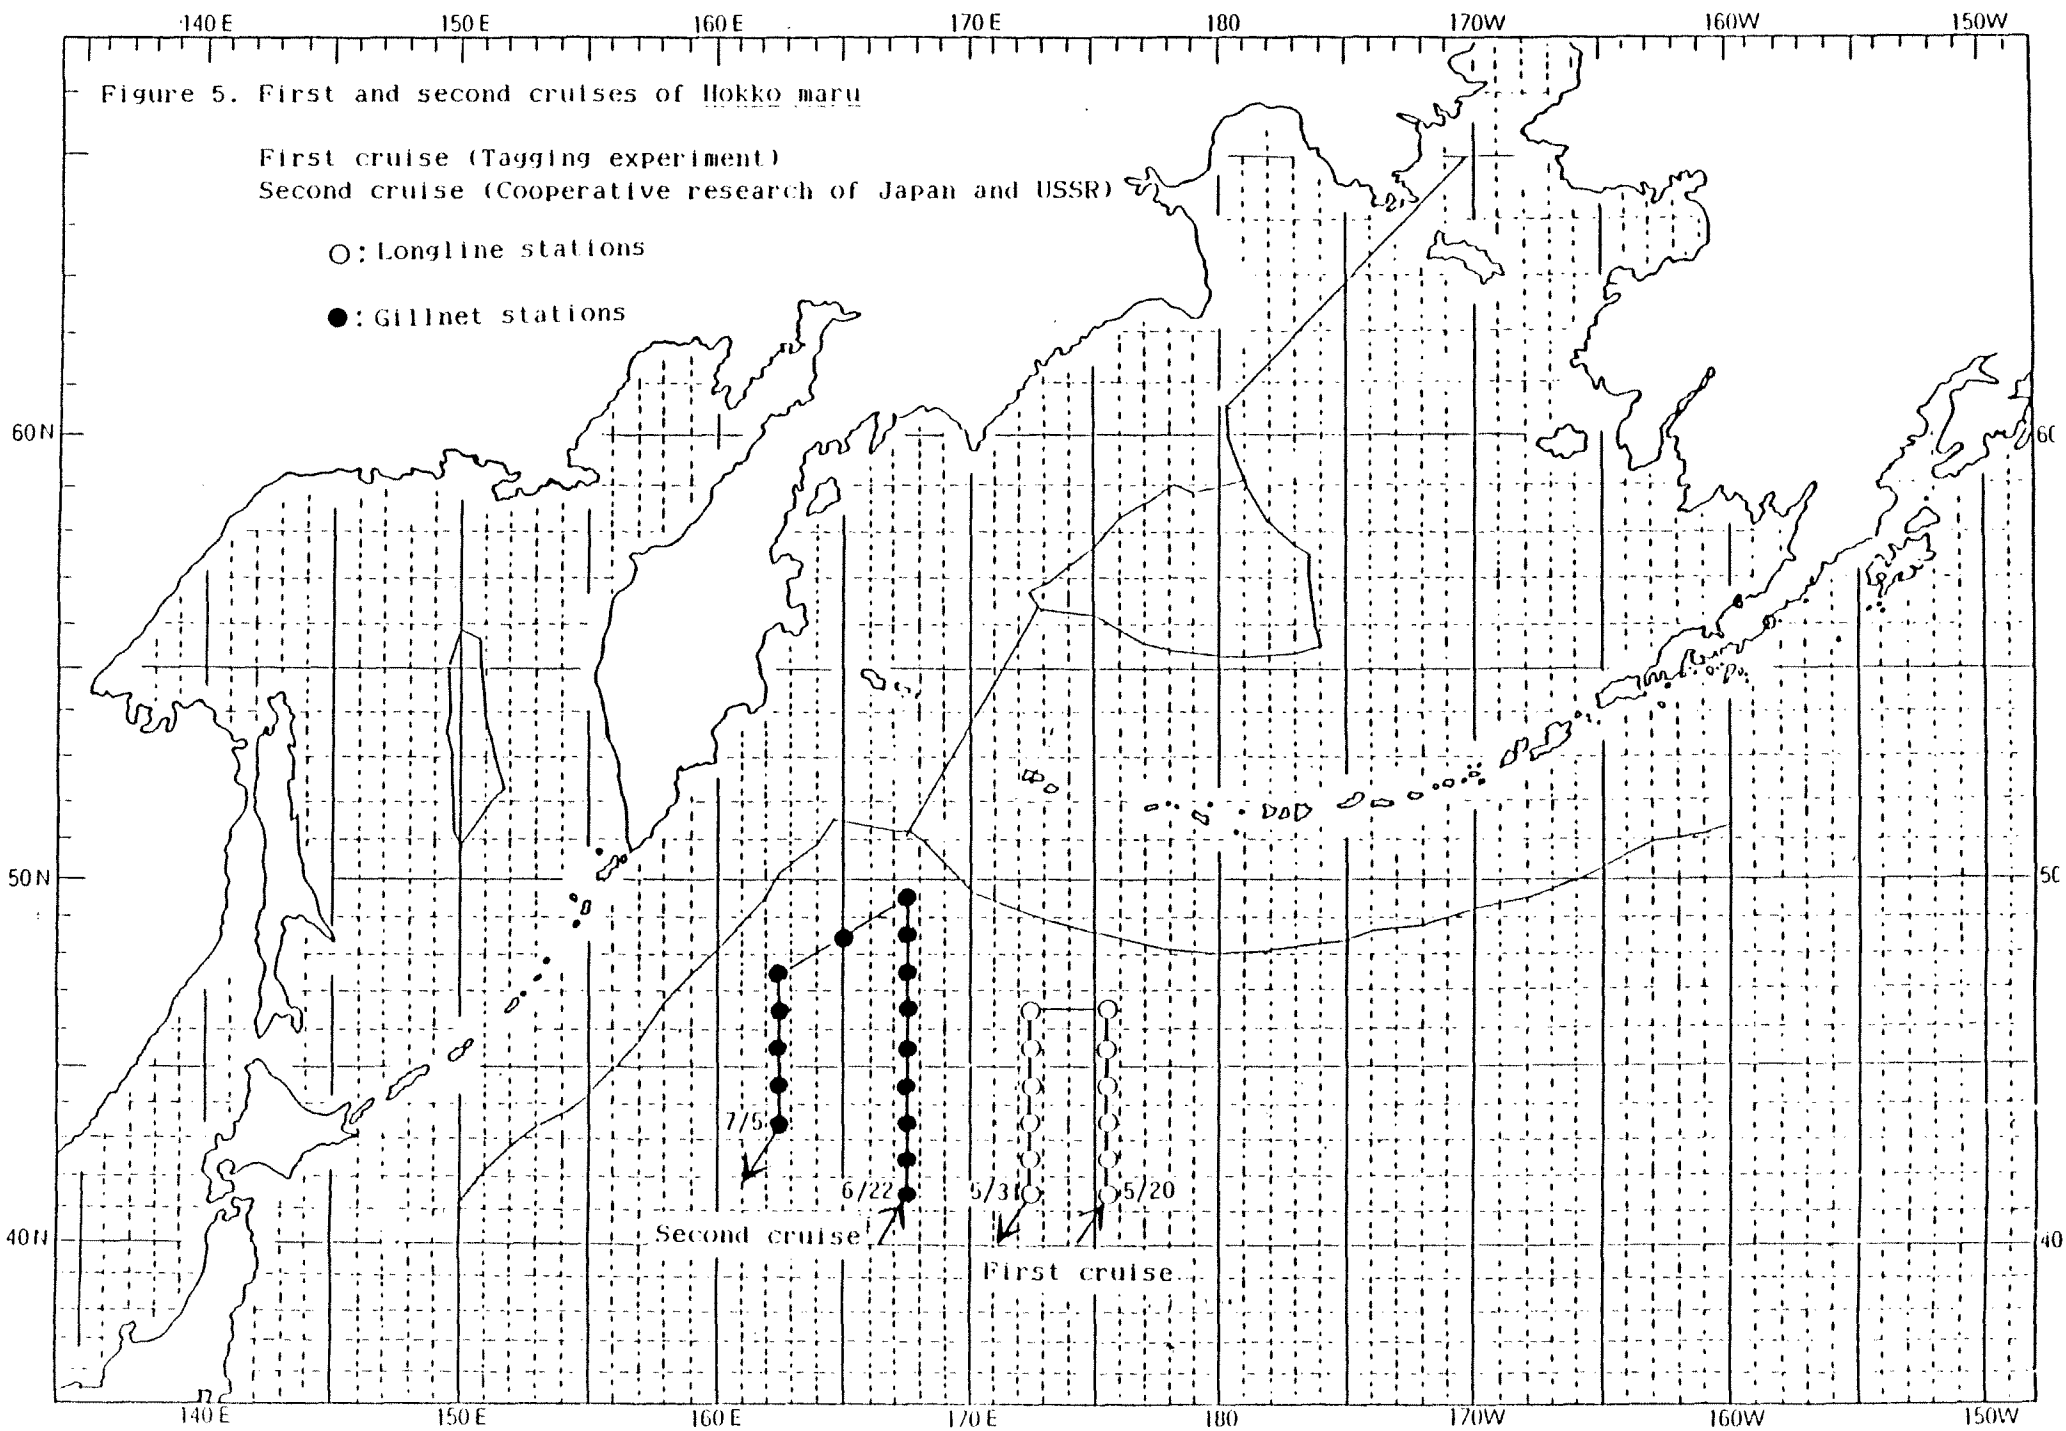 140E 150E 160E 170E 180 170W 160W 150W
Figure 5. First and second cruises of Hokko maru
First cruise (Tagging experiment)
Second cruise (Cooperative research of Japan and USSR)
○: Longline stations
●: Gillnet stations
60N 60
50N 50
7/5
6/22 5/31 5/20
Second cruise
40N 40
First cruise
140E 150E 160E 170E 180 170W 160W 150W